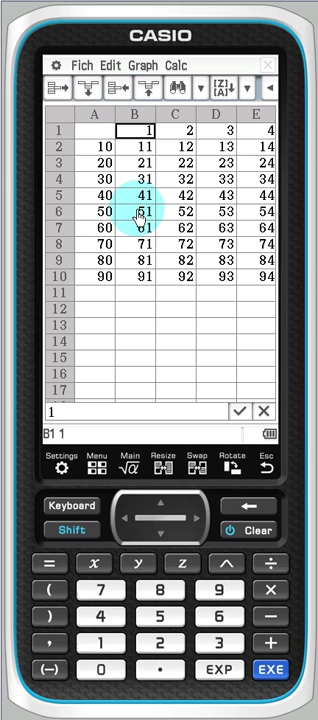 CASIO
Fich Edit Graph Calc
A B C D E
1 1 2 3 4
2 10 11 12 13 14
3 20 21 22 23 24
4 30 31 32 33 34
5 40 41 42 43 44
6 50 51 52 53 54
7 60 61 62 63 64
8 70 71 72 73 74
9 80 81 82 83 84
10 90 91 92 93 94
11
12
13
14
15
16
17
1
B1 1
Settings Menu Main Resize Swap Rotate Esc
√α
Keyboard
Shift Clear
= x y z ^ ÷
( 7 8 9 ×
) 4 5 6 −
, 1 2 3 +
(−) 0 • EXP EXE